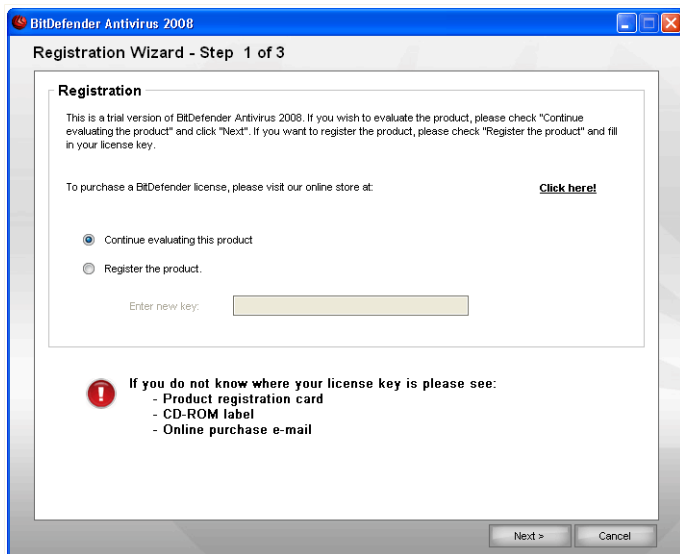 BitDefender Antivirus 2008
Registration Wizard - Step 1 of 3
Registration
This is a trial version of BitDefender Antivirus 2008. If you wish to evaluate the product, please check "Continue
evaluating the product" and click "Next". If you want to register the product, please check "Register the product" and fill
in your license key.
To purchase a BitDefender license, please visit our online store at: Click here!
Continue evaluating this product
Register the product.
Enter new key:
If you do not know where your license key is please see:
- Product registration card
- CD-ROM label
- Online purchase e-mail
Next > Cancel